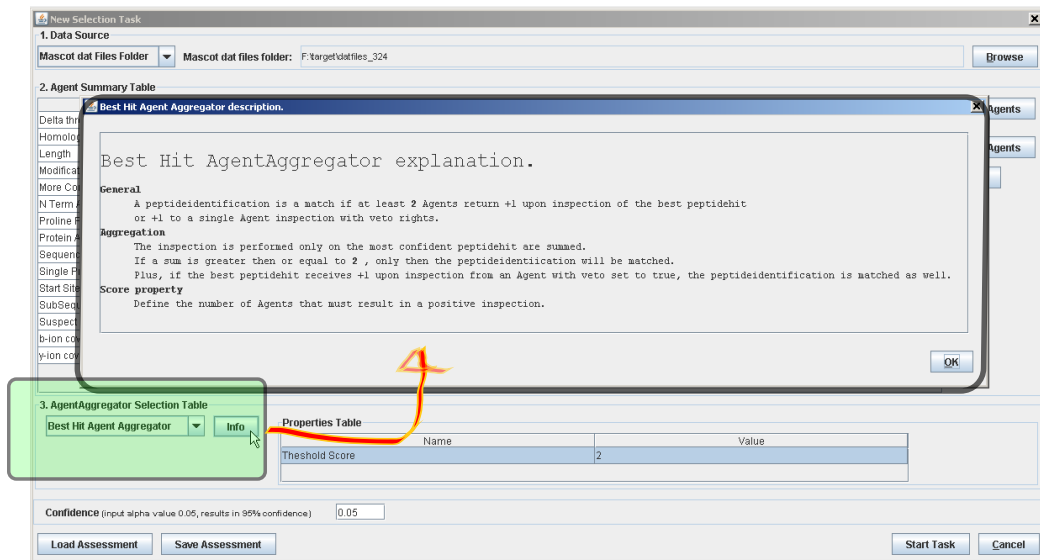 New Selection Task
1. Data Source
Mascot dat Files Folder Mascot dat files folder: F:\target\datfiles_324 Browse
2. Agent Summary Table
Best Hit Agent Aggregator description.
Agents
Agents
Delta
Length
More
N Term
Proline
Protein
Single
Start Site
Suspect
b-ion
y-ion
Best Hit AgentAggregator explanation.
General
A peptideidentification is a match if at least 2 Agents return +1 upon inspection of the best peptidehit
or +1 to a single Agent inspection with veto rights.
Aggregation
The inspection is performed only on the most confident peptidehit are summed.
If a sum is greater then or equal to 2 , only then the peptideidentiication will be matched.
Plus, if the best peptidehit receives +1 upon inspection from an Agent with veto set to true, the peptideidentification is matched as well.
Score property
Define the number of Agents that must result in a positive inspection.
OK
4
3. AgentAggregator Selection Table
Best Hit Agent Aggregator Info
Properties Table
Name Value
Theshold Score 2
Confidence (input alpha value 0.05, results in 95% confidence) 0.05
Load Assessment Save Assessment Start Task Cancel